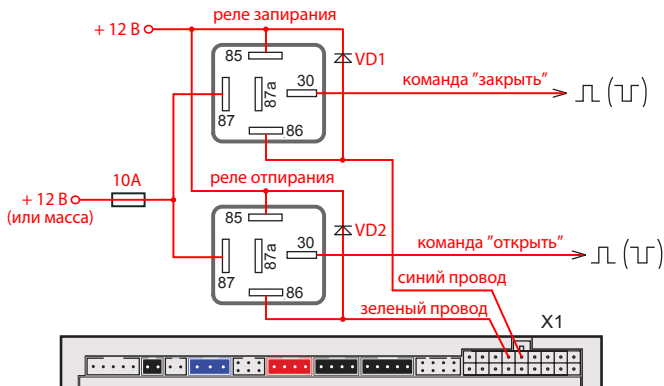 реле запирания
+ 12 В
85
VD1
30
87a
команда "закрыть"
87
86
10A
реле отпирания
+ 12 В
(или масса)
85
VD2
30
87a
команда "открыть"
87
86
синий провод
зеленый провод
X1